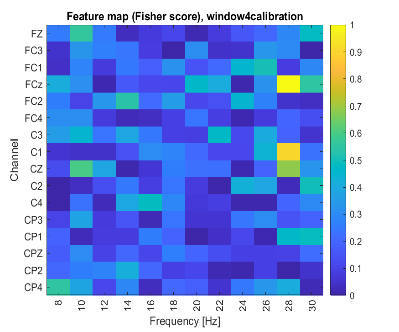 Feature map (Fisher score), window4calibration
Channel
FZ
FC3
FC1
FCz
FC2
FC4
C3
C1
CZ
C2
C4
CP3
CP1
CPZ
CP2
CP4
8 10 12 14 16 18 20 22 24 26 28 30
Frequency [Hz]
1
0.9
0.8
0.7
0.6
0.5
0.4
0.3
0.2
0.1
0